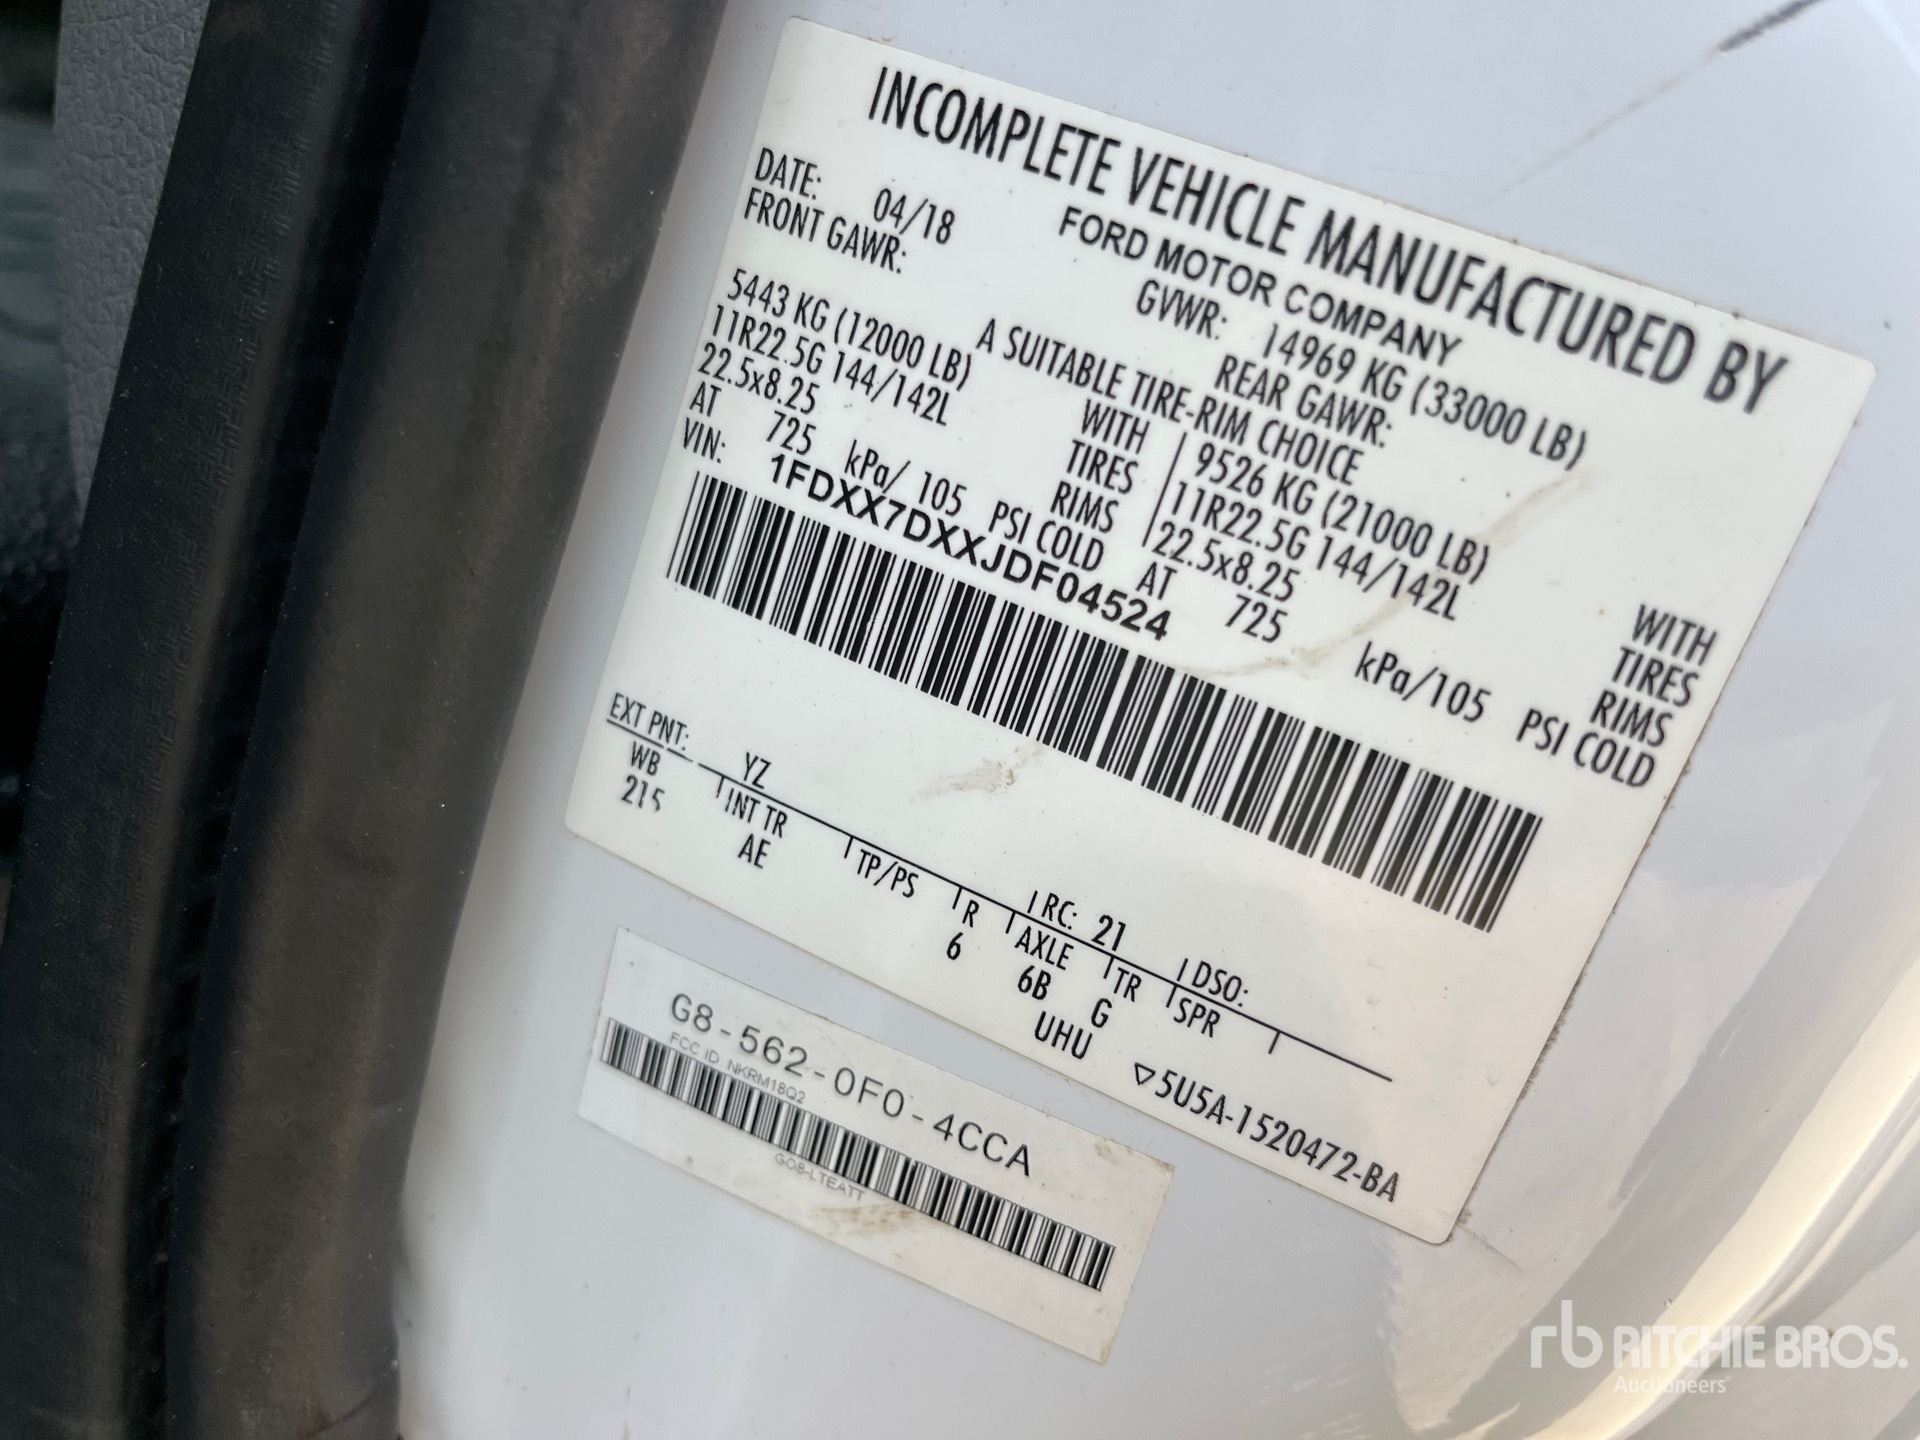 INCOMPLETE VEHICLE MANUFACTURED BY
FORD MOTOR COMPANY
DATE: 04/18 GVWR: 14969 KG (33000 LB)
FRONT GAWR: REAR GAWR:
A SUITABLE TIRE-RIM CHOICE
5443 KG (12000 LB) WITH 9526 KG (21000 LB) WITH
11R22.5G 144/142L TIRES 11R22.5G 144/142L TIRES
22.5x8.25 RIMS 22.5x8.25 RIMS
AT 725 kPa/ 105 PSI COLD AT 725 kPa/105 PSI COLD
VIN: 1FDXX7DXXJDF04524
EXT PNT: YZ RC: 21 DSO:
WB INT TR TP/PS R AXLE TR SPR
215 AE 6 6B G
UHU
▽5U5A-1520472-BA
G8-562-0F0-4CCA
FCC ID NKRM18Q2
GO8-LTEATT
rb RITCHIE BROS.
Auctioneers